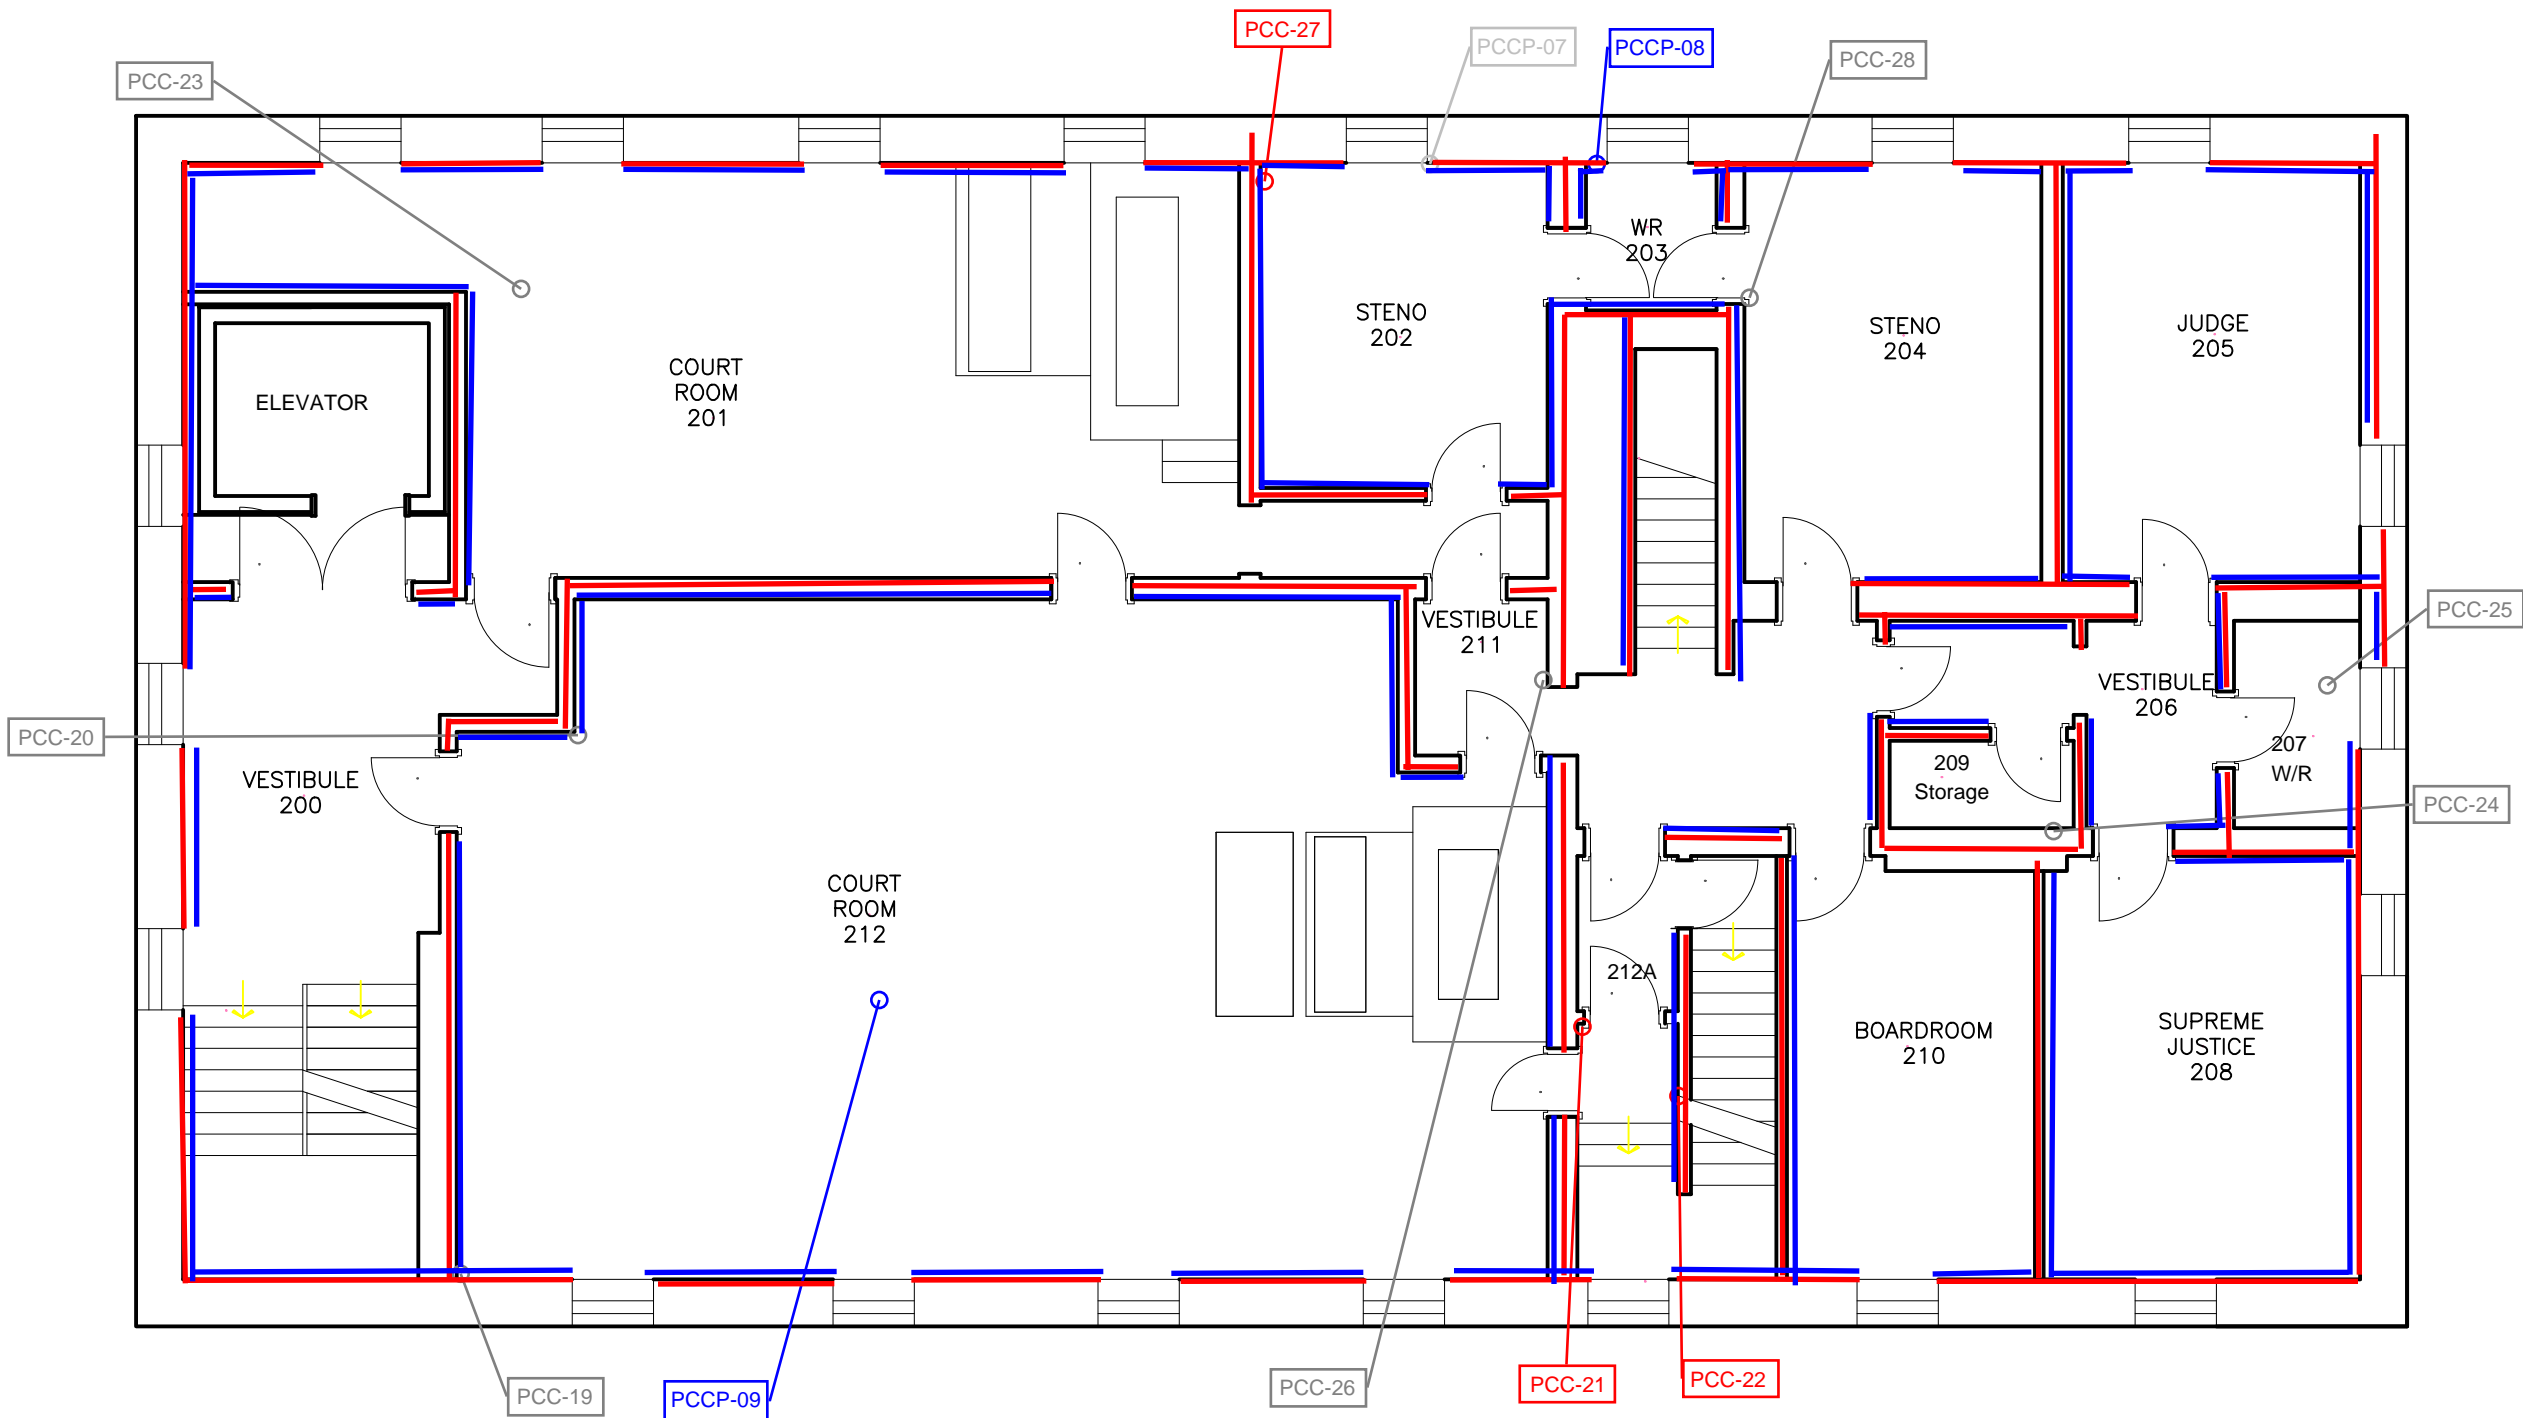 PCC-27
PCCP-07
PCCP-08
PCC-28
PCC-23
WR
203
STENO
202
STENO
204
JUDGE
205
COURT
ROOM
201
ELEVATOR
PCC-25
VESTIBULE
211
VESTIBULE
206
PCC-20
207
W/R
209
Storage
VESTIBULE
200
PCC-24
COURT
ROOM
212
212A
BOARDROOM
210
SUPREME
JUSTICE
208
PCC-19
PCCP-09
PCC-26
PCC-21
PCC-22